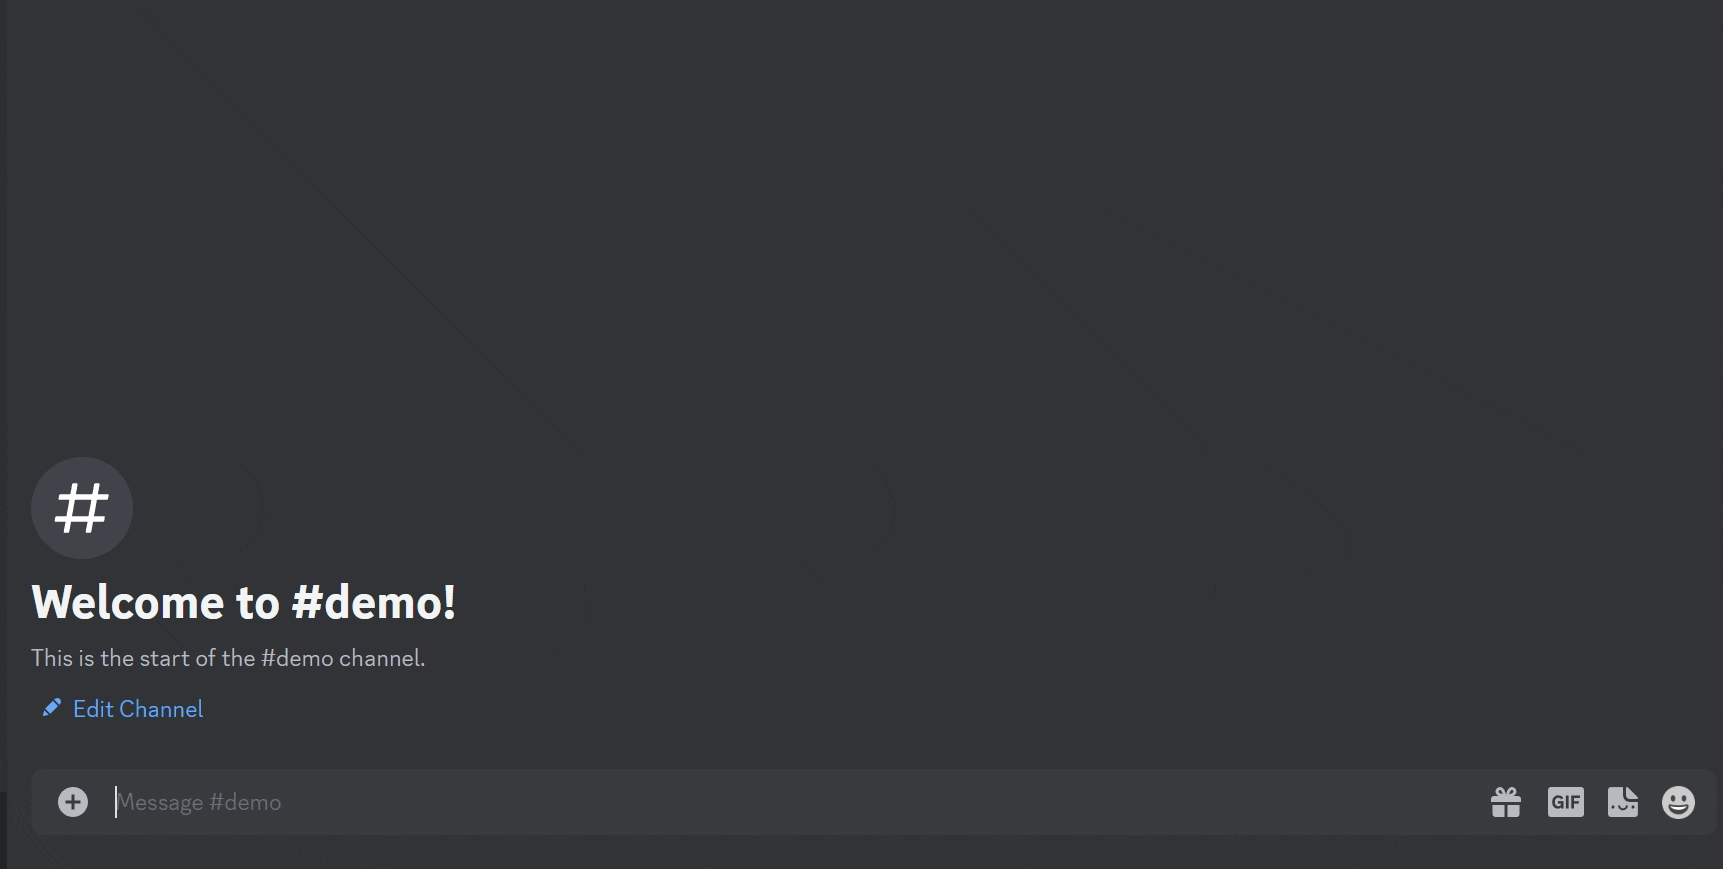 #
Welcome to #demo!
This is the start of the #demo channel.
Edit Channel
Message #demo
GIF